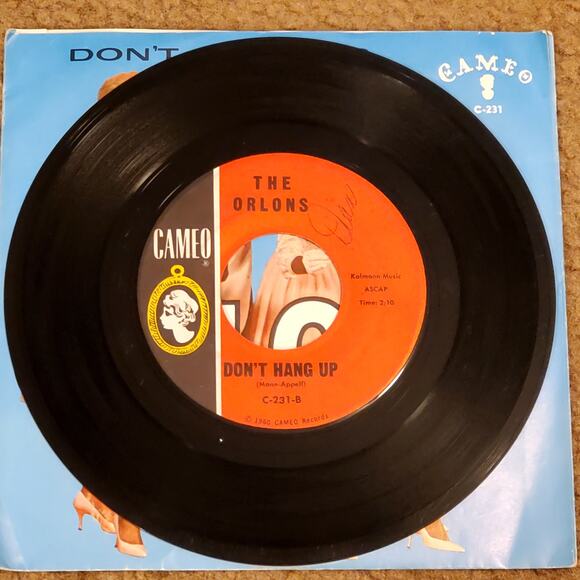 DON'T
CAMEO
C-231
THE
ORLONS
CAMEO
®
Kalmann Music
ASCAP
Time: 2:10
DON'T HANG UP
(Mann-Appell)
C-231-B
© 1960 CAMEO Records